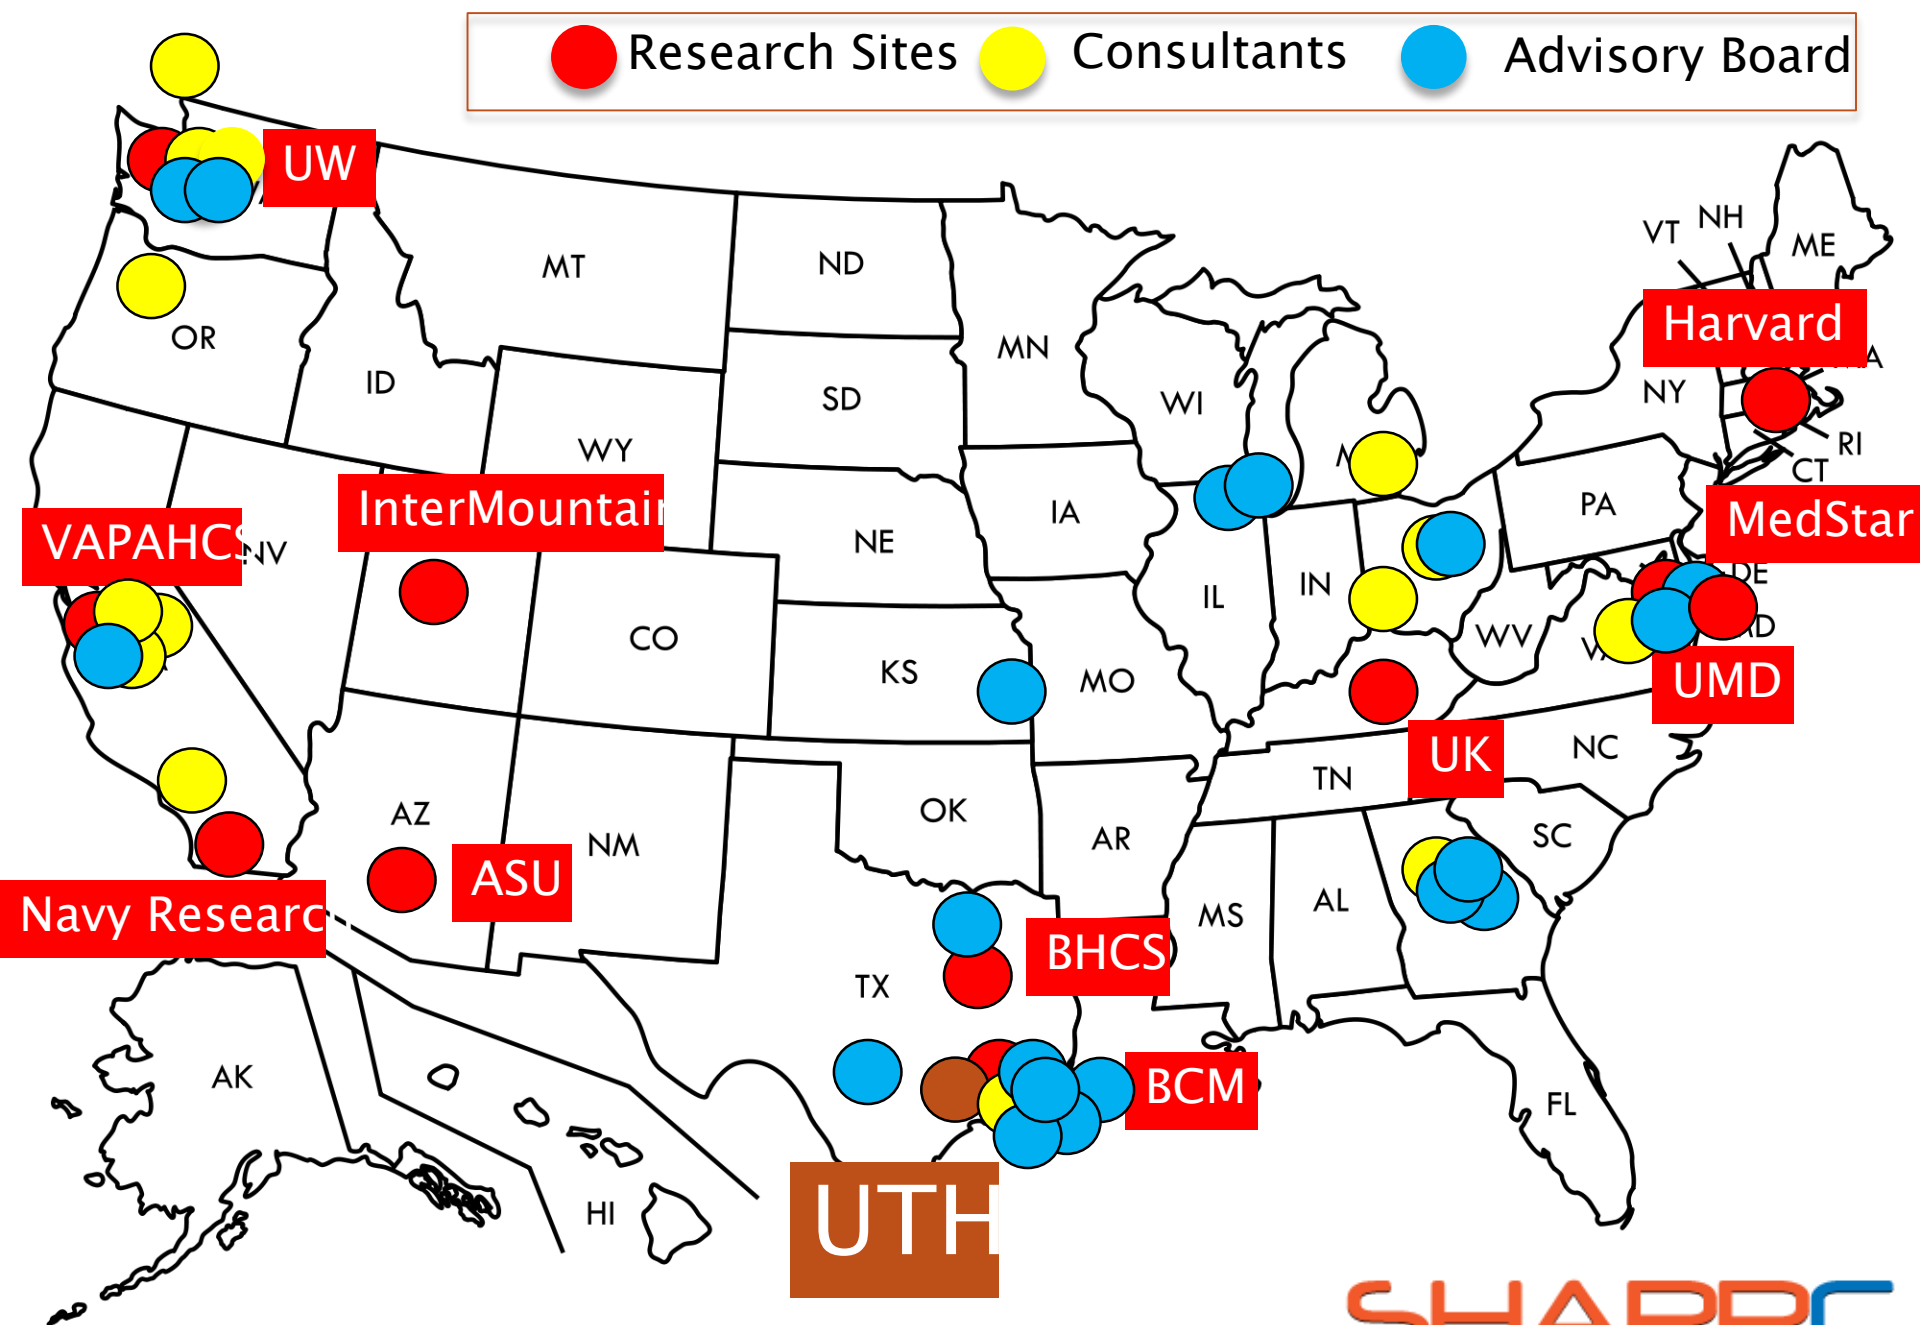 Research Sites Consultants Advisory Board
UW
VT
NH
ME
MT
ND
OR
ID
MN
SD
WI
Harvard
NY
RI
CT
WY
InterMountain
VAPAHCS
NV
NE
IA
PA
MedStar
DE
IL
IN
CO
KS
MO
WV
UMD
UK
NC
TN
AZ
OK
NM
AR
SC
ASU
Navy Researc
MS
AL
BHCS
TX
AK
BCM
FL
HI
UTH